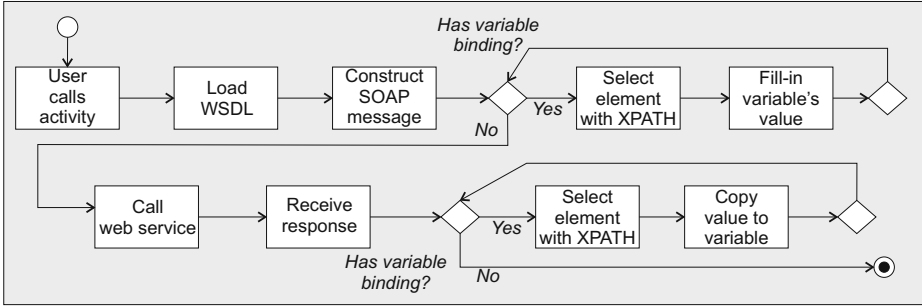 Has variable
binding?
User
calls
activity
Load
WSDL
Construct
SOAP
message
Yes
Select
element
with XPATH
Fill-in
variable's
value
No
Call
web service
Receive
response
Yes
Select
element
with XPATH
Copy
value to
variable
Has variable
binding?
No